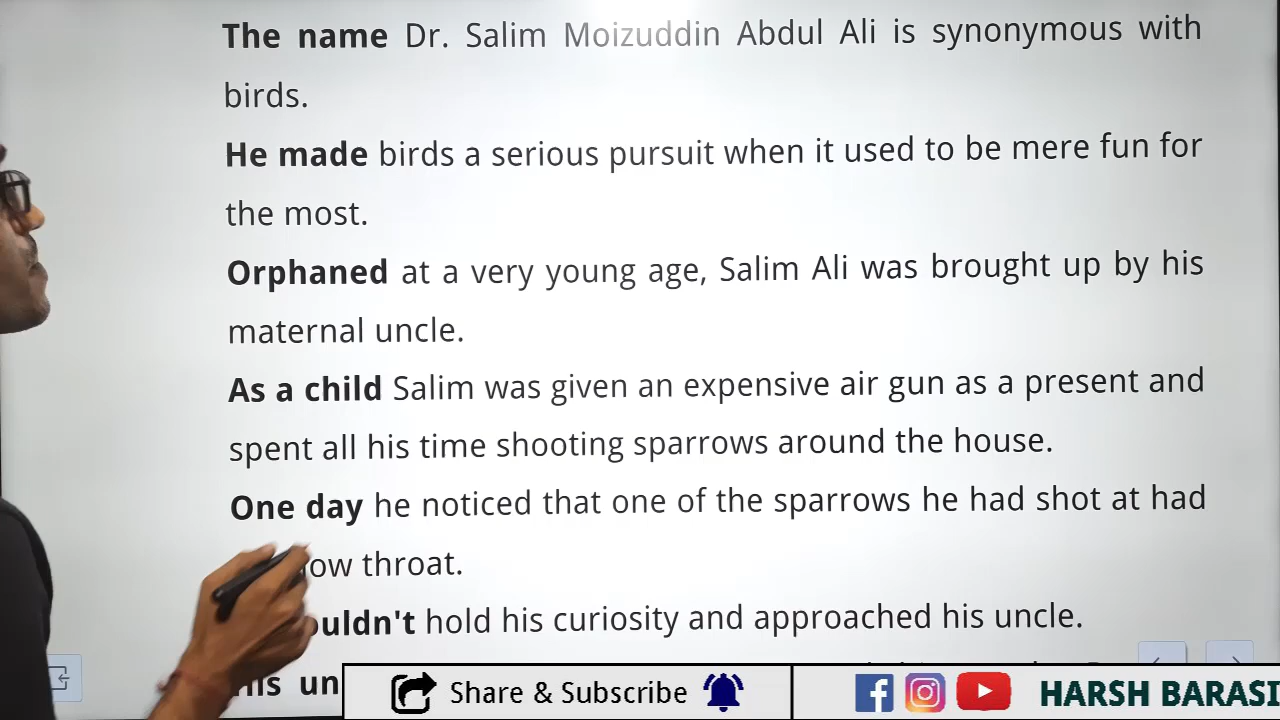 The name Dr. Salim Moizuddin Abdul Ali is synonymous with
birds.
He made birds a serious pursuit when it used to be mere fun for
the most.
Orphaned at a very young age, Salim Ali was brought up by his
maternal uncle.
As a child Salim was given an expensive air gun as a present and
spent all his time shooting sparrows around the house.
One day he noticed that one of the sparrows he had shot at had
throat.
hold his curiosity and approached his uncle.
Share & Subscribe
HARSH BARASI